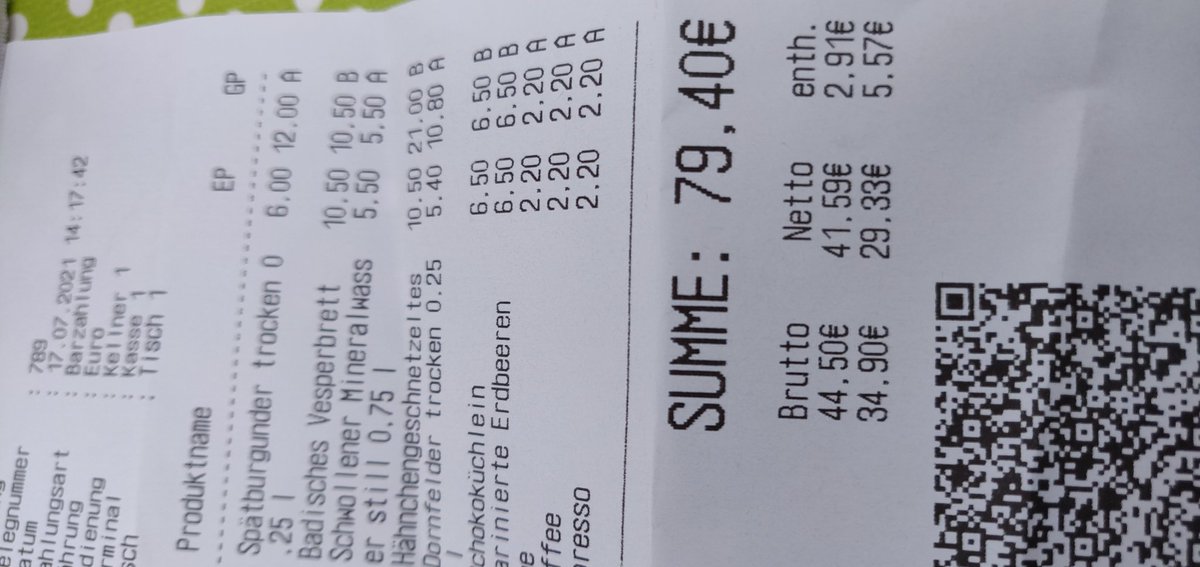 elegnummer : 789
atum : 17.07.2021 14:17:42
ahlungsart : Barzahlung
ährung : Euro
dienung : Kellner 1
rminal : Kasse 1
sch : Tisch 1
Produktname EP GP
Spätburgunder trocken 0 6.00 12.00 A
.25 l
Badisches Vesperbrett 10.50 10.50 B
Schwollener Mineralwass 5.50 5.50 A
er still 0.75 l
Hähnchengeschnetzeltes 10.50 21.00 B
Dornfelder trocken 0.25 5.40 10.80 A
l
chokoküchlein 6.50 6.50 B
arinierte Erdbeeren 6.50 6.50 B
e 2.20 2.20 A
ffee 2.20 2.20 A
presso 2.20 2.20 A
SUMME: 79,40€
Brutto Netto enth.
44.50€ 41.59€ 2.91€
34.90€ 29.33€ 5.57€